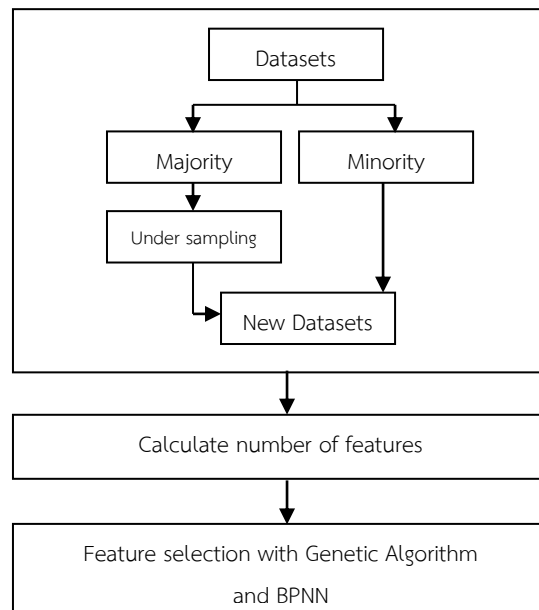 Datasets
Majority
Minority
Under sampling
New Datasets
Calculate number of features
Feature selection with Genetic Algorithm
and BPNN